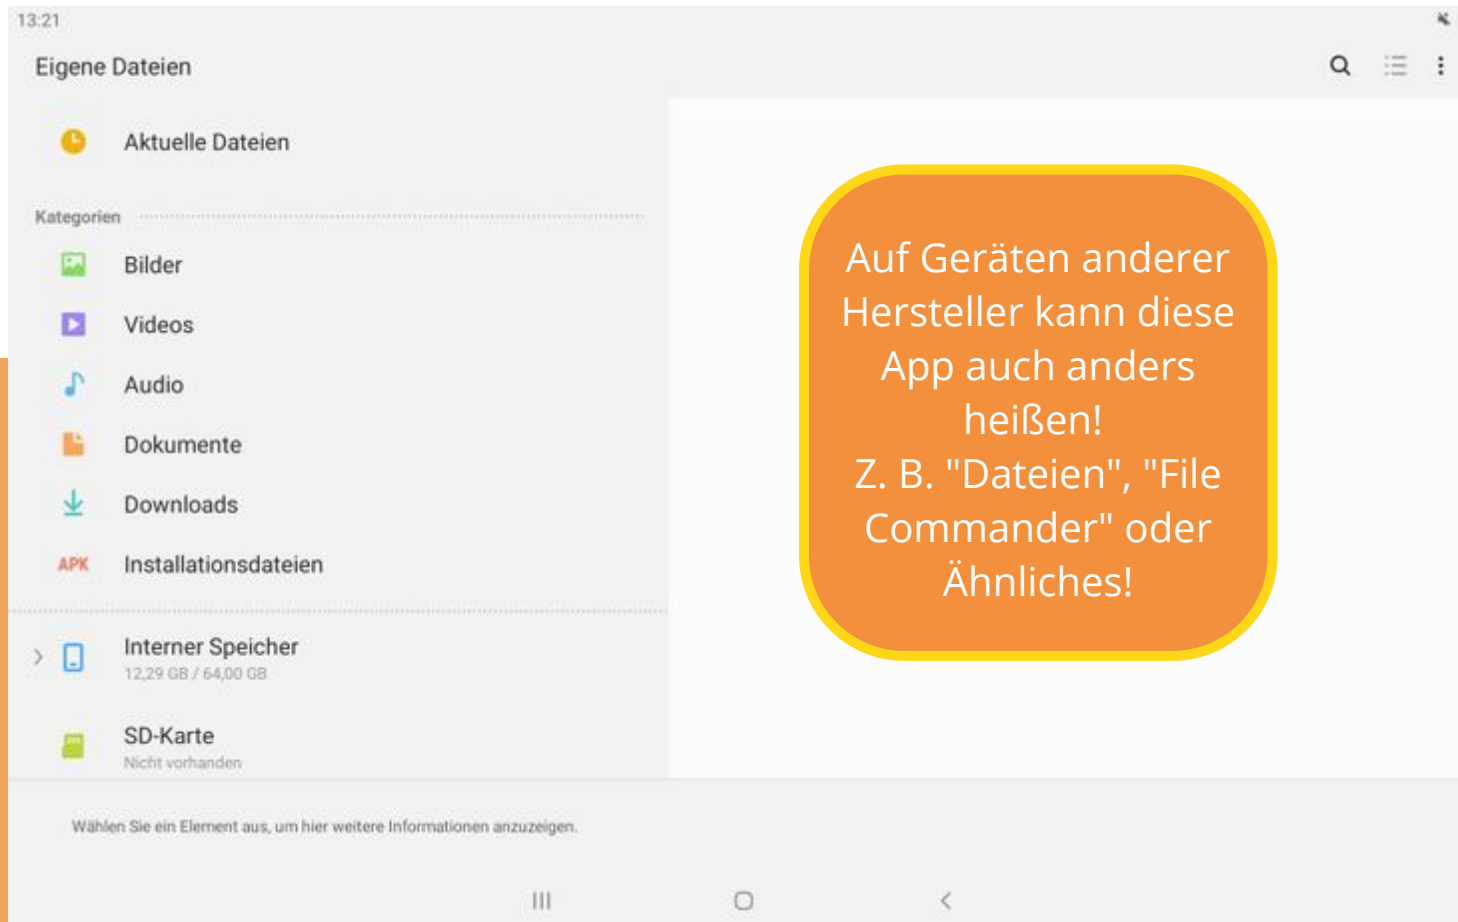 13:21
Eigene Dateien
Aktuelle Dateien
Kategorien
Bilder
Videos
Audio
Dokumente
Downloads
APK Installationsdateien
Interner Speicher
12,29 GB / 64,00 GB
SD-Karte
Nicht vorhanden
Auf Geräten anderer
Hersteller kann diese
App auch anders
heißen!
Z. B. "Dateien", "File
Commander" oder
Ähnliches!
Wählen Sie ein Element aus, um hier weitere Informationen anzuzeigen.